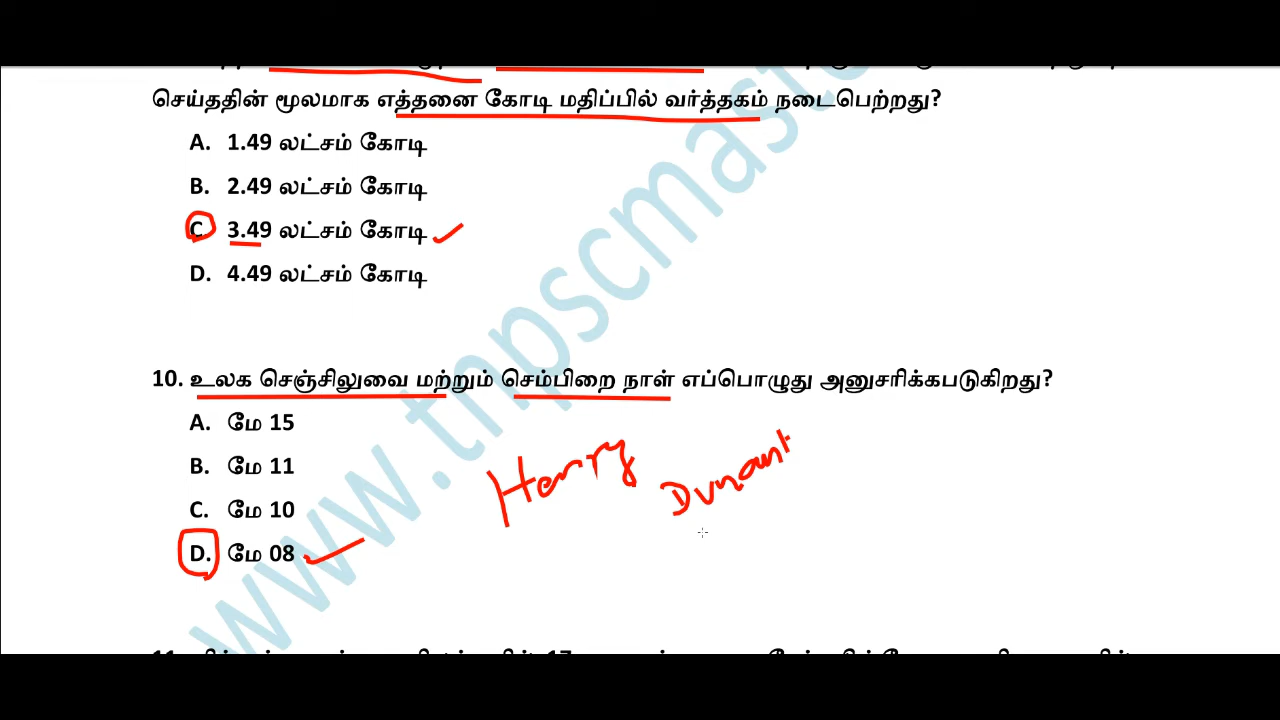 செய்ததின் மூலமாக எத்தனை கோடி மதிப்பில் வர்த்தகம் நடைபெற்றது?
A. 1.49 லட்சம் கோடி
B. 2.49 லட்சம் கோடி
C. 3.49 லட்சம் கோடி
D. 4.49 லட்சம் கோடி
10. உலக செஞ்சிலுவை மற்றும் செம்பிறை நாள் எப்பொழுது அனுசரிக்கபடுகிறது?
A. மே 15
B. மே 11
C. மே 10
D. மே 08
Henry Dunant
www.tnpscmaste